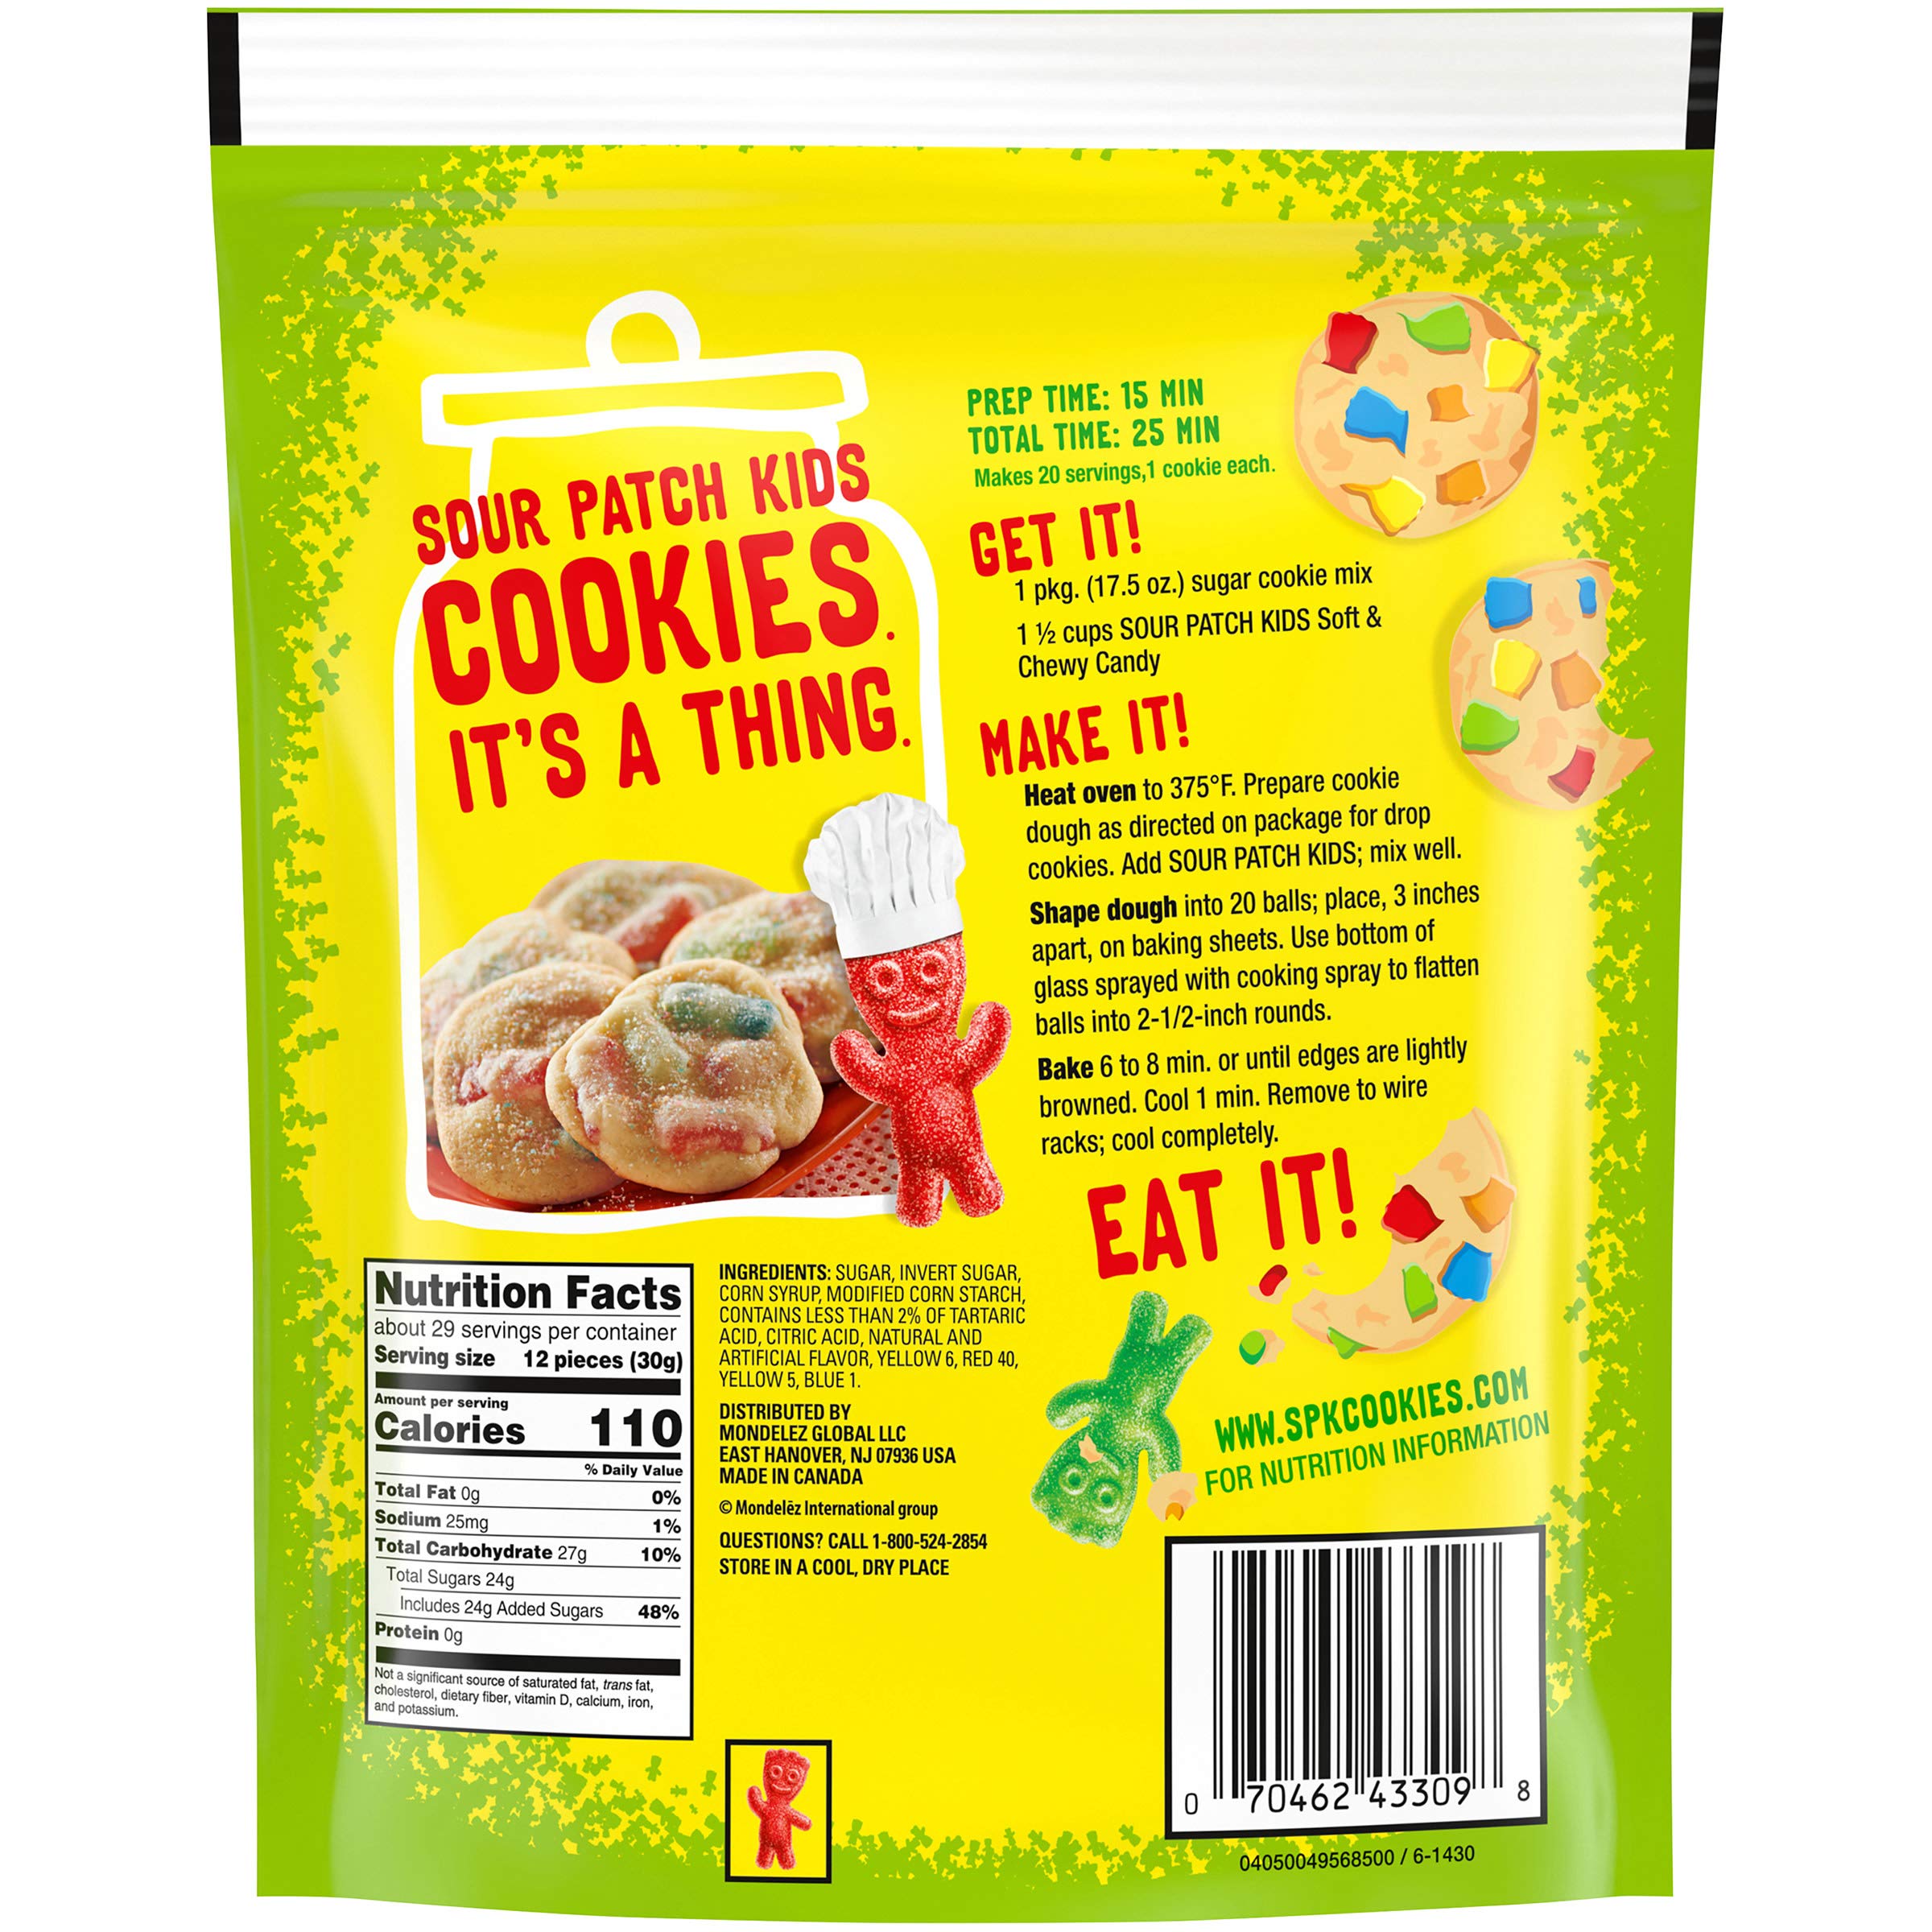 SOUR PATCH KIDS
COOKIES.
IT'S A THING.
PREP TIME: 15 MIN
TOTAL TIME: 25 MIN
Makes 20 servings,1 cookie each.
GET IT!
1 pkg. (17.5 oz.) sugar cookie mix
1 ½ cups SOUR PATCH KIDS Soft &
Chewy Candy
MAKE IT!
Heat oven to 375°F. Prepare cookie
dough as directed on package for drop
cookies. Add SOUR PATCH KIDS; mix well.
Shape dough into 20 balls; place, 3 inches
apart, on baking sheets. Use bottom of
glass sprayed with cooking spray to flatten
balls into 2-1/2-inch rounds.
Bake 6 to 8 min. or until edges are lightly
browned. Cool 1 min. Remove to wire
racks; cool completely.
EAT IT!
WWW.SPKCOOKIES.COM
FOR NUTRITION INFORMATION
Nutrition Facts
about 29 servings per container
Serving size 12 pieces (30g)
Amount per serving
Calories 110
% Daily Value
Total Fat 0g 0%
Sodium 25mg 1%
Total Carbohydrate 27g 10%
Total Sugars 24g
Includes 24g Added Sugars 48%
Protein 0g
Not a significant source of saturated fat, trans fat,
cholesterol, dietary fiber, vitamin D, calcium, iron,
and potassium.
INGREDIENTS: SUGAR, INVERT SUGAR,
CORN SYRUP, MODIFIED CORN STARCH,
CONTAINS LESS THAN 2% OF TARTARIC
ACID, CITRIC ACID, NATURAL AND
ARTIFICIAL FLAVOR, YELLOW 6, RED 40,
YELLOW 5, BLUE 1.
DISTRIBUTED BY
MONDELEZ GLOBAL LLC
EAST HANOVER, NJ 07936 USA
MADE IN CANADA
© Mondelēz International group
QUESTIONS? CALL 1-800-524-2854
STORE IN A COOL, DRY PLACE
0 70462 43309 8
04050049568500 / 6-1430